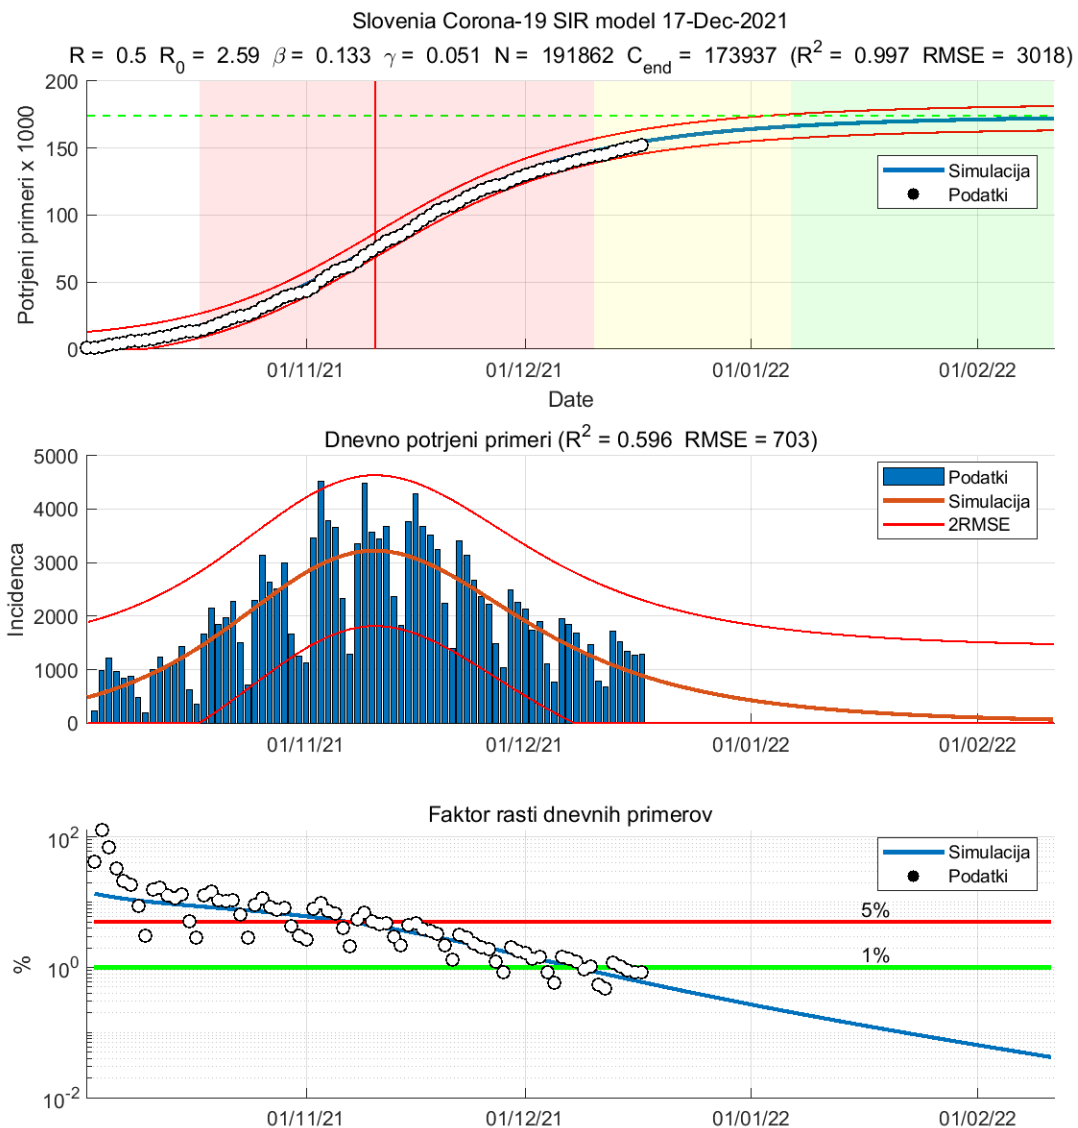 Slovenia Corona-19 SIR model 17-Dec-2021
R = 0.5 R0 = 2.59 β = 0.133 γ = 0.051 N = 191862 Cend = 173937 (R2 = 0.997 RMSE = 3018)
Potrjeni primeri x 1000
200
150
100
50
0
Simulacija
Podatki
01/11/21 01/12/21 01/01/22 01/02/22
Date
Dnevno potrjeni primeri (R2 = 0.596 RMSE = 703)
Incidenca
5000
4000
3000
2000
1000
0
Podatki
Simulacija
2RMSE
01/11/21 01/12/21 01/01/22 01/02/22
Faktor rasti dnevnih primerov
%
102
100
10-2
Simulacija
Podatki
5%
1%
01/11/21 01/12/21 01/01/22 01/02/22